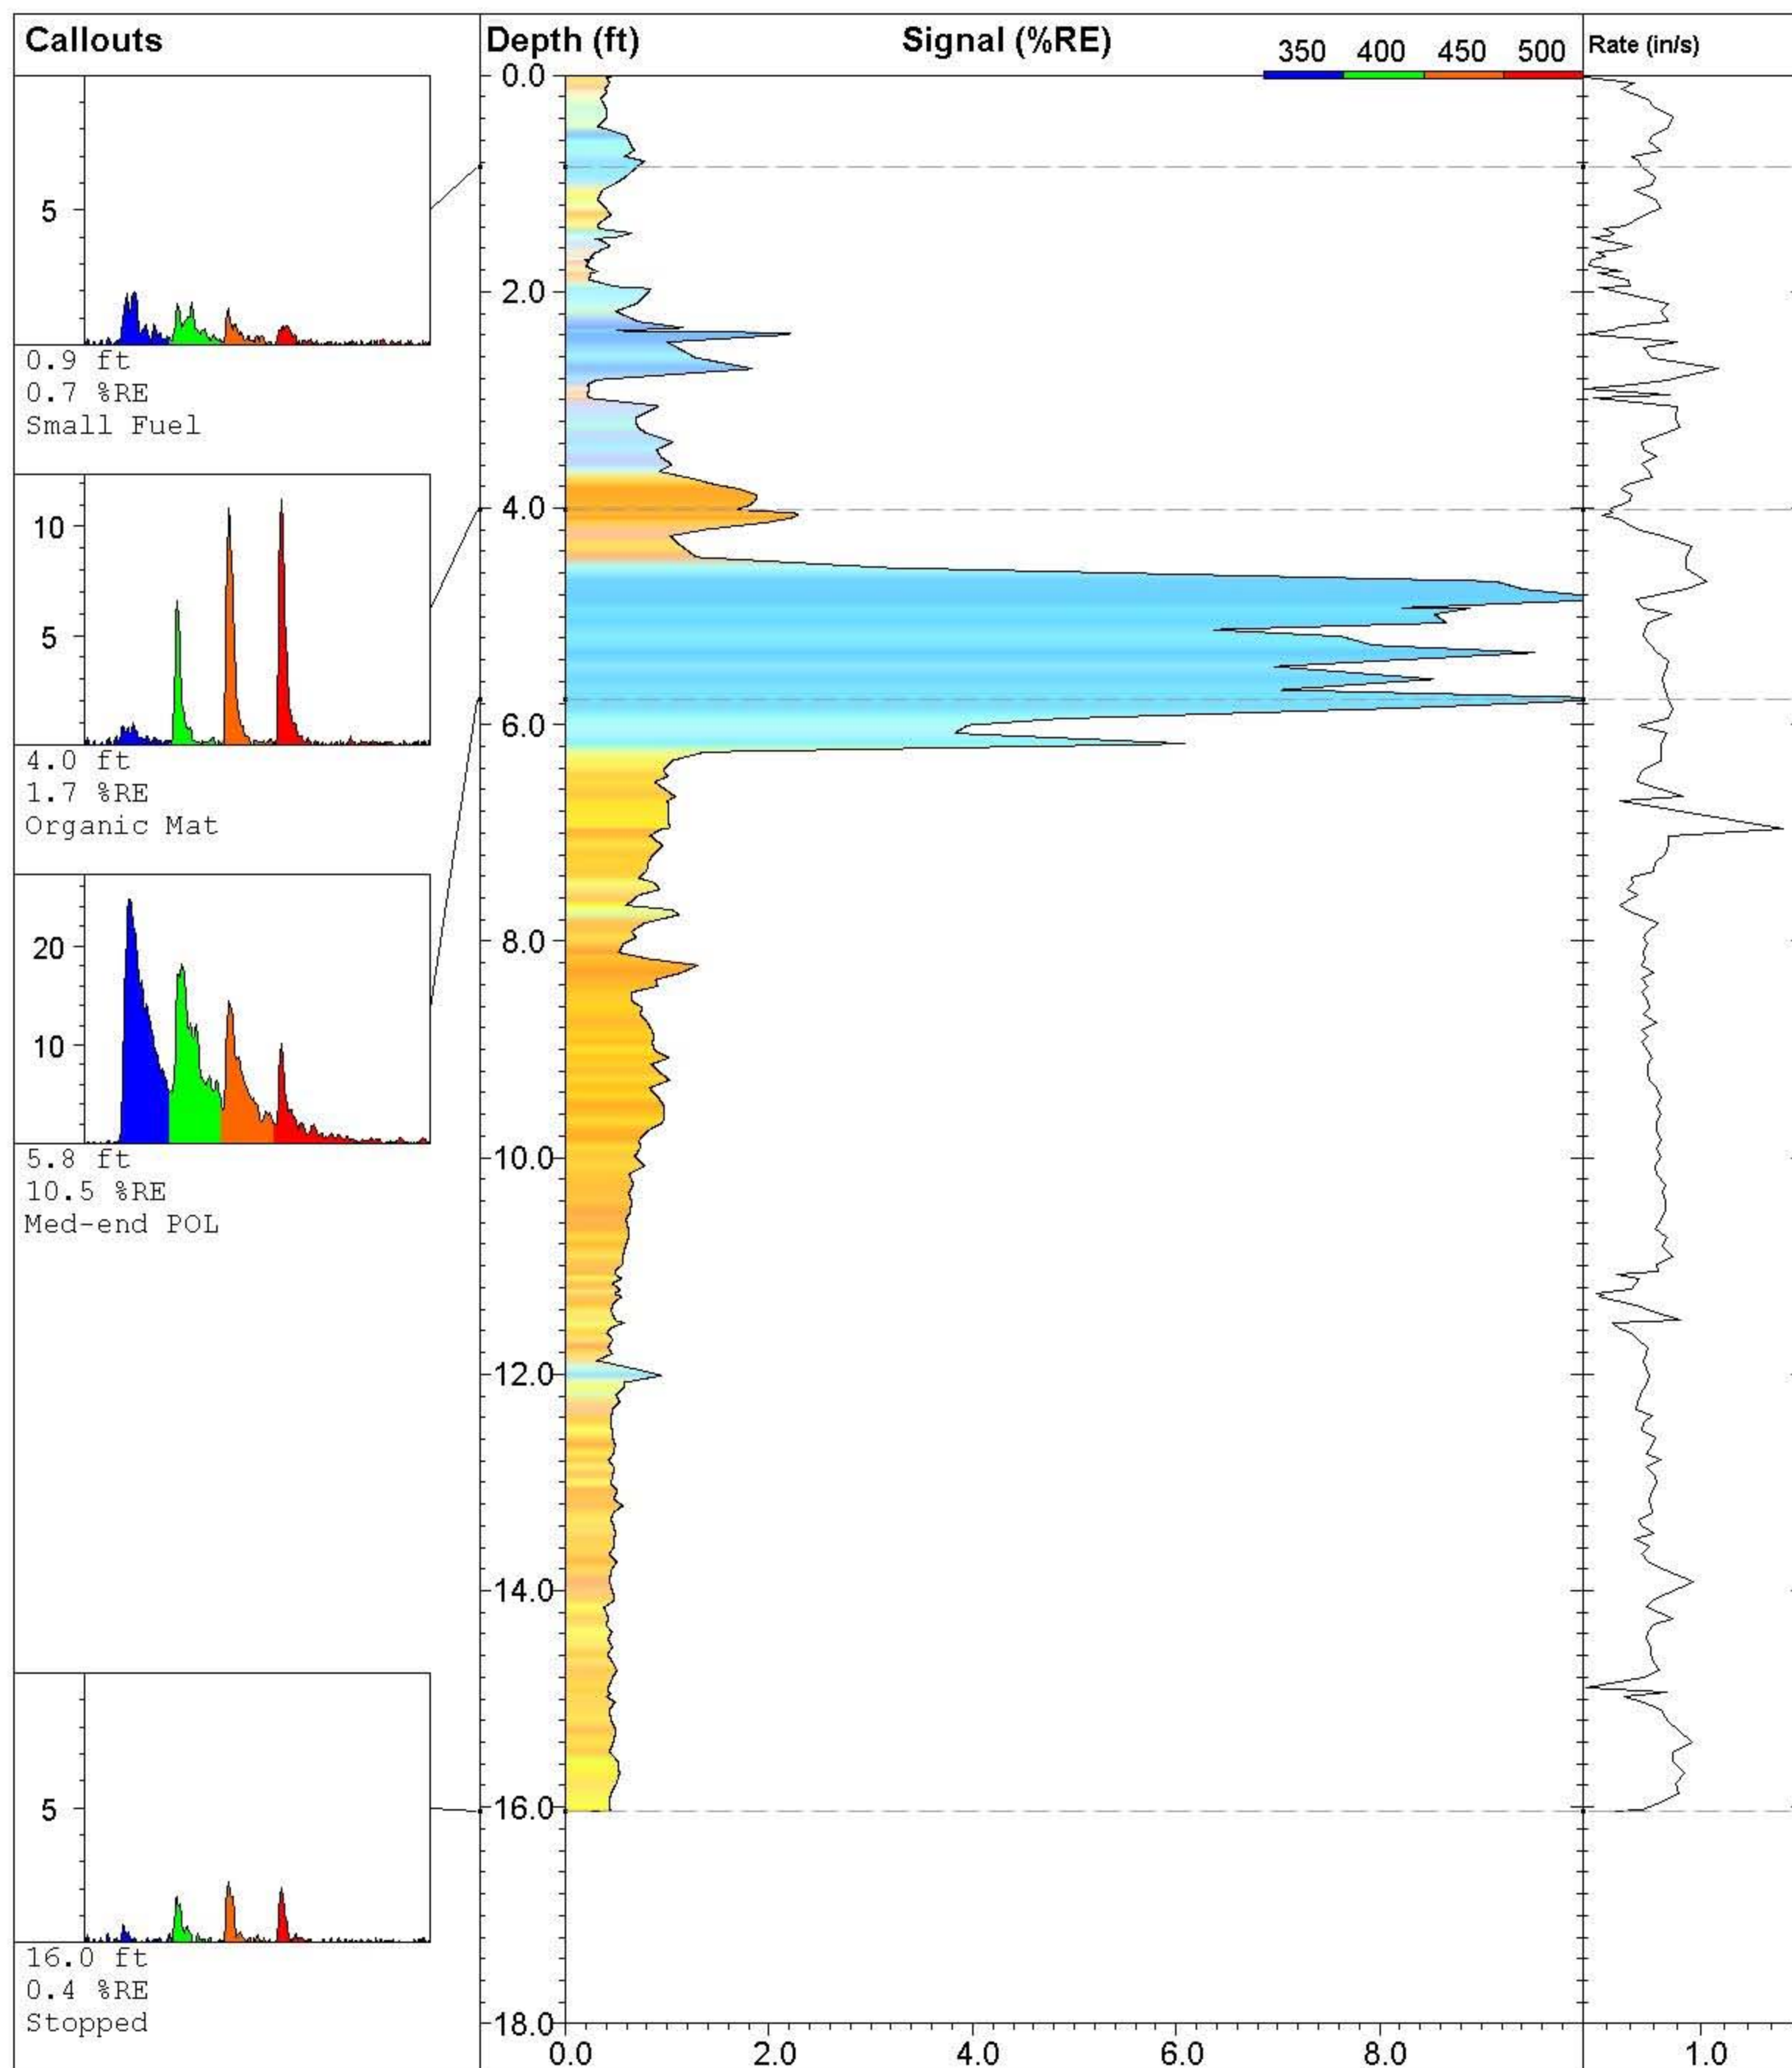 Callouts
Depth (ft)
Signal (%RE)
350 400 450 500
Rate (in/s)
5
0.9 ft
0.7 %RE
Small Fuel
10
5
4.0 ft
1.7 %RE
Organic Mat
20
10
5.8 ft
10.5 %RE
Med-end POL
5
16.0 ft
0.4 %RE
Stopped
0.0
2.0
4.0
6.0
8.0
10.0
12.0
14.0
16.0
18.0
0.0 2.0 4.0 6.0 8.0
1.0